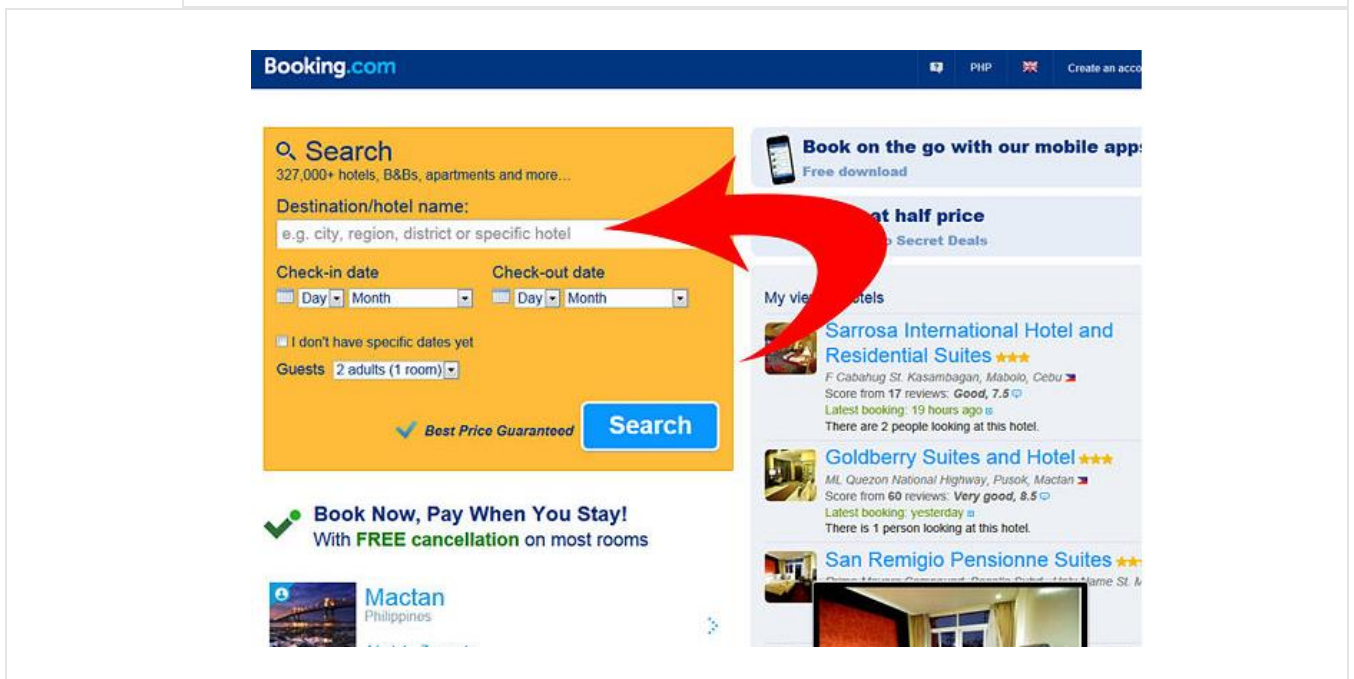 Booking.com
PHP
Create an acco
Search
327,000+ hotels, B&Bs, apartments and more...
Destination/hotel name:
e.g. city, region, district or specific hotel
Check-in date
Check-out date
Day Month
Day Month
I don't have specific dates yet
Guests 2 adults (1 room)
Best Price Guaranteed
Search
Book Now, Pay When You Stay!
With FREE cancellation on most rooms
Mactan
Philippines
Book on the go with our mobile app
Free download
at half price
Secret Deals
My
Sarrosa International Hotel and
Residential Suites
F Cabahug St. Kasambagan, Mabolo, Cebu
Score from 17 reviews: Good, 7.5
Latest booking: 19 hours ago
There are 2 people looking at this hotel.
Goldberry Suites and Hotel
ML Quezon National Highway, Pusok, Mactan
Score from 60 reviews: Very good, 8.5
Latest booking: yesterday
There is 1 person looking at this hotel.
San Remigio Pensionne Suites